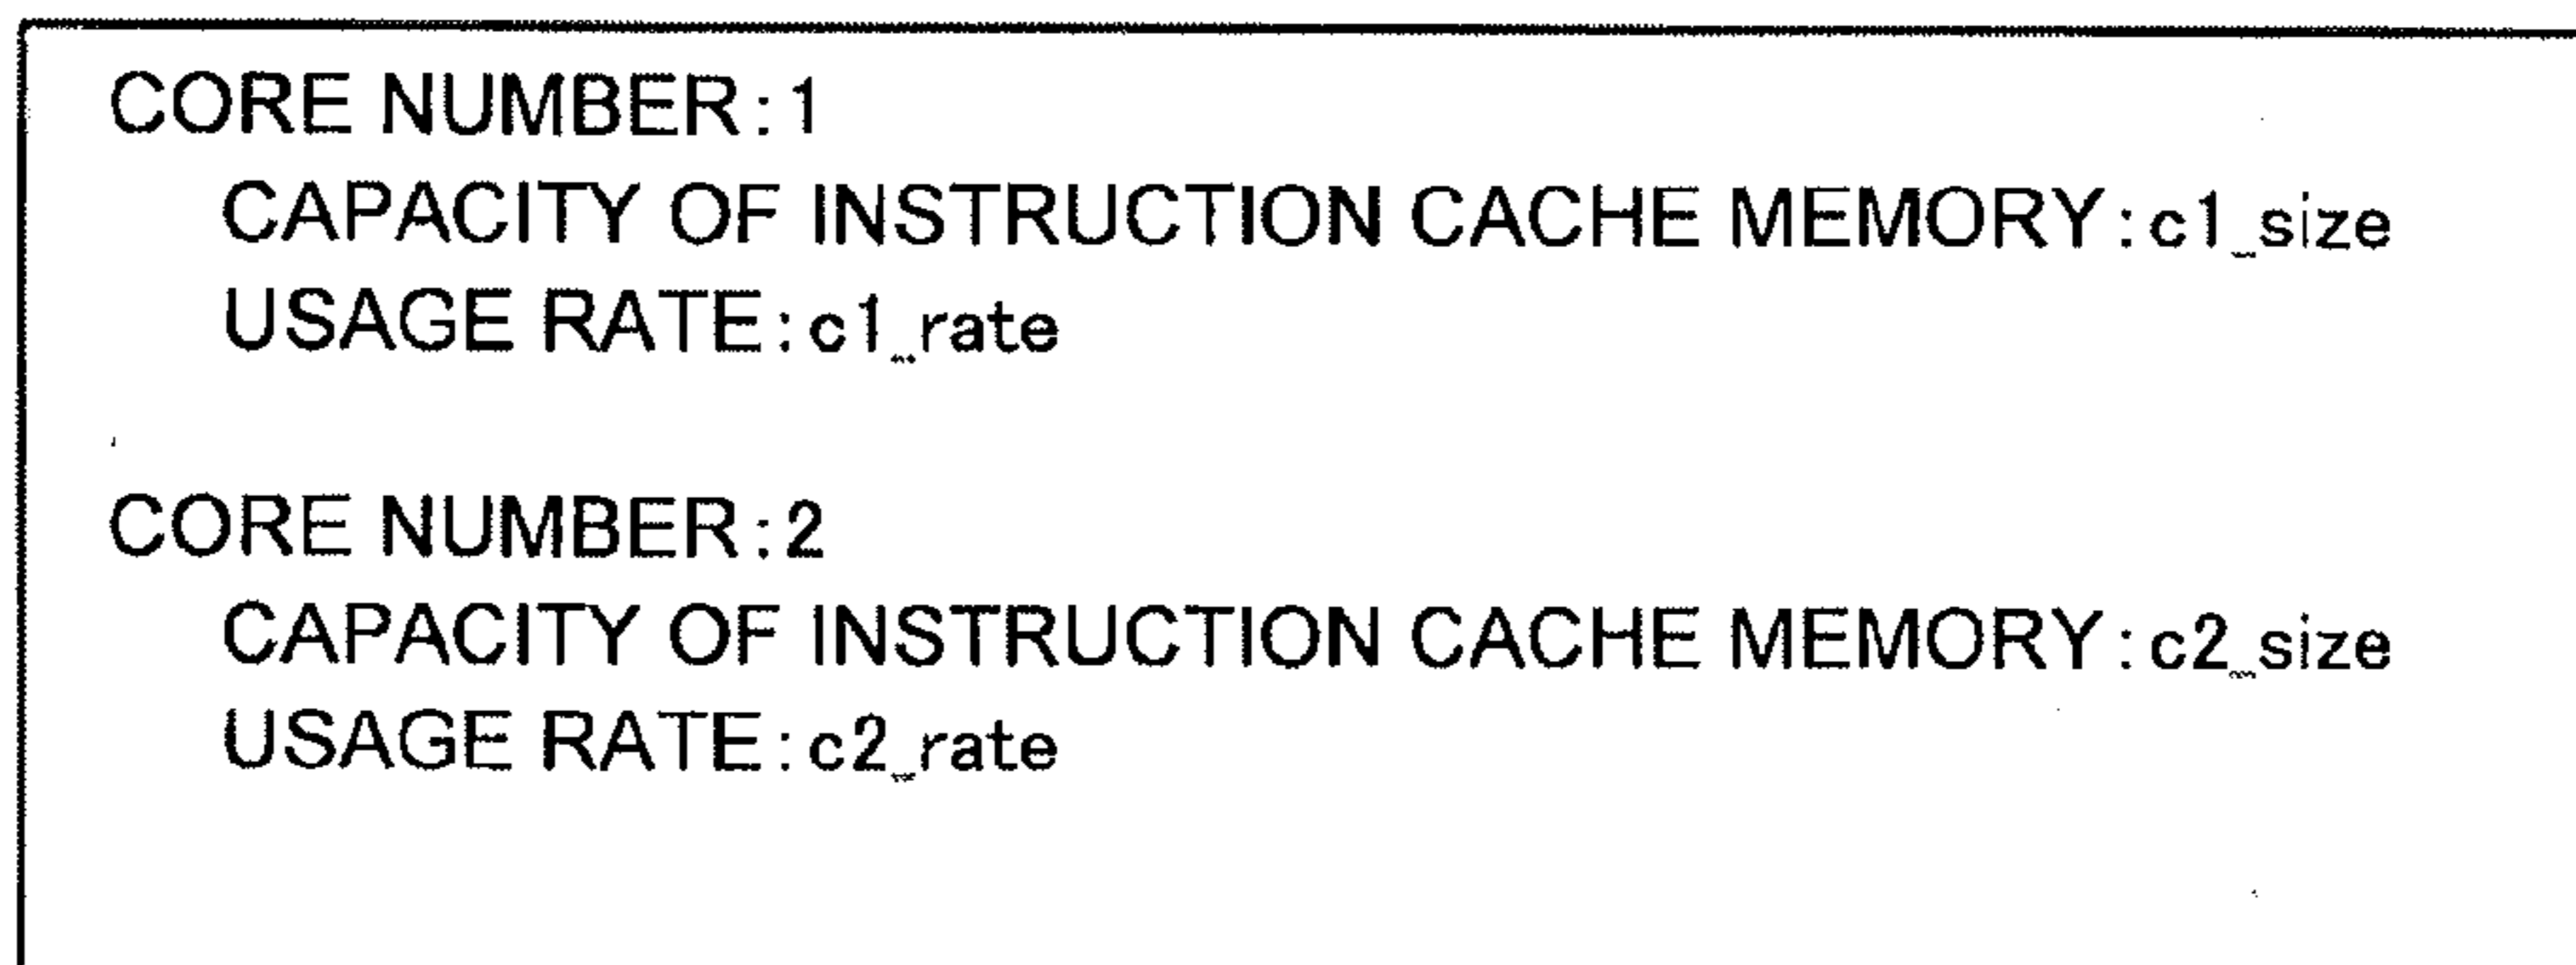 CORE NUMBER:1
CAPACITY OF INSTRUCTION CACHE MEMORY:c1_size
USAGE RATE:c1_rate
CORE NUMBER:2
CAPACITY OF INSTRUCTION CACHE MEMORY:c2_size
USAGE RATE:c2_rate